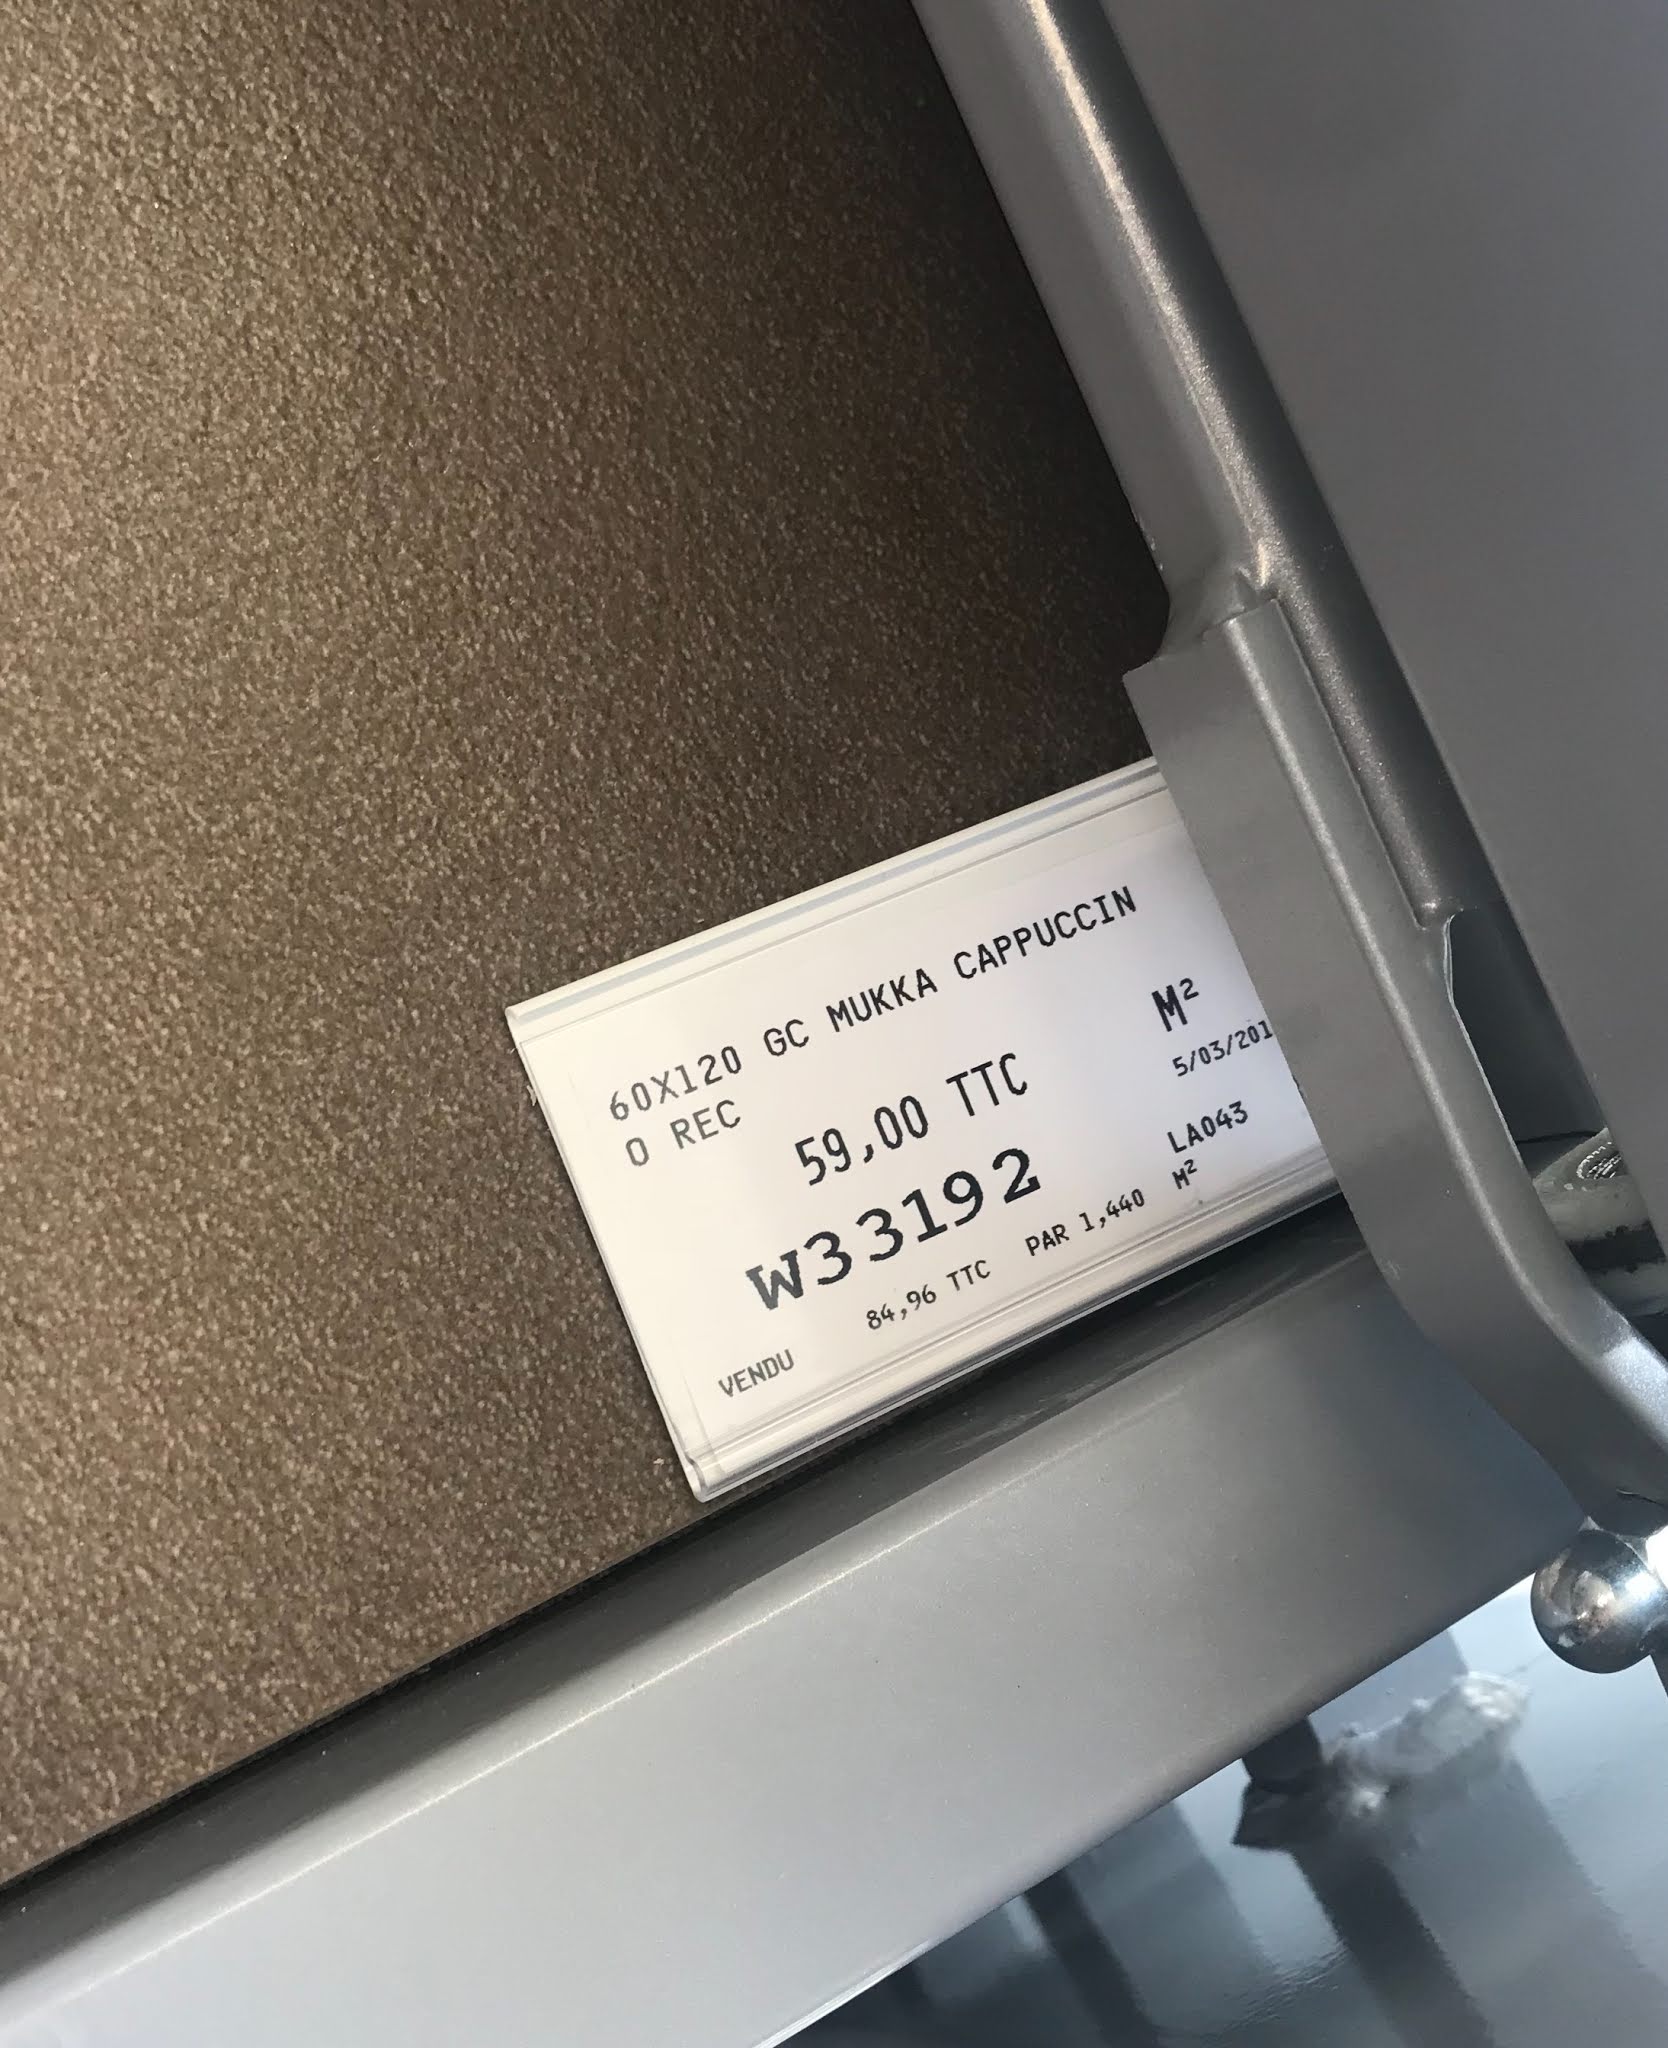 60X120 GC MUKKA CAPPUCCIN
O REC
M²
59,00 TTC
5/03/201
W33192
LA043
84,96 TTC PAR 1,440 M²
VENDU